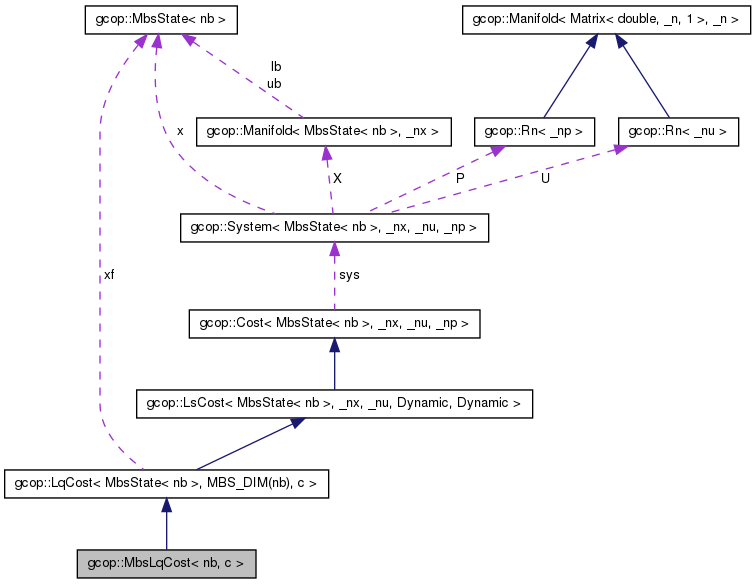 gcop::MbsState< nb >
gcop::Manifold< Matrix< double, _n, 1 >, _n >
lb
ub
x
gcop::Manifold< MbsState< nb >, _nx >
gcop::Rn< _np >
gcop::Rn< _nu >
X
P
U
gcop::System< MbsState< nb >, _nx, _nu, _np >
xf
sys
gcop::Cost< MbsState< nb >, _nx, _nu, _np >
gcop::LsCost< MbsState< nb >, _nx, _nu, Dynamic, Dynamic >
gcop::LqCost< MbsState< nb >, MBS_DIM(nb), c >
gcop::MbsLqCost< nb, c >